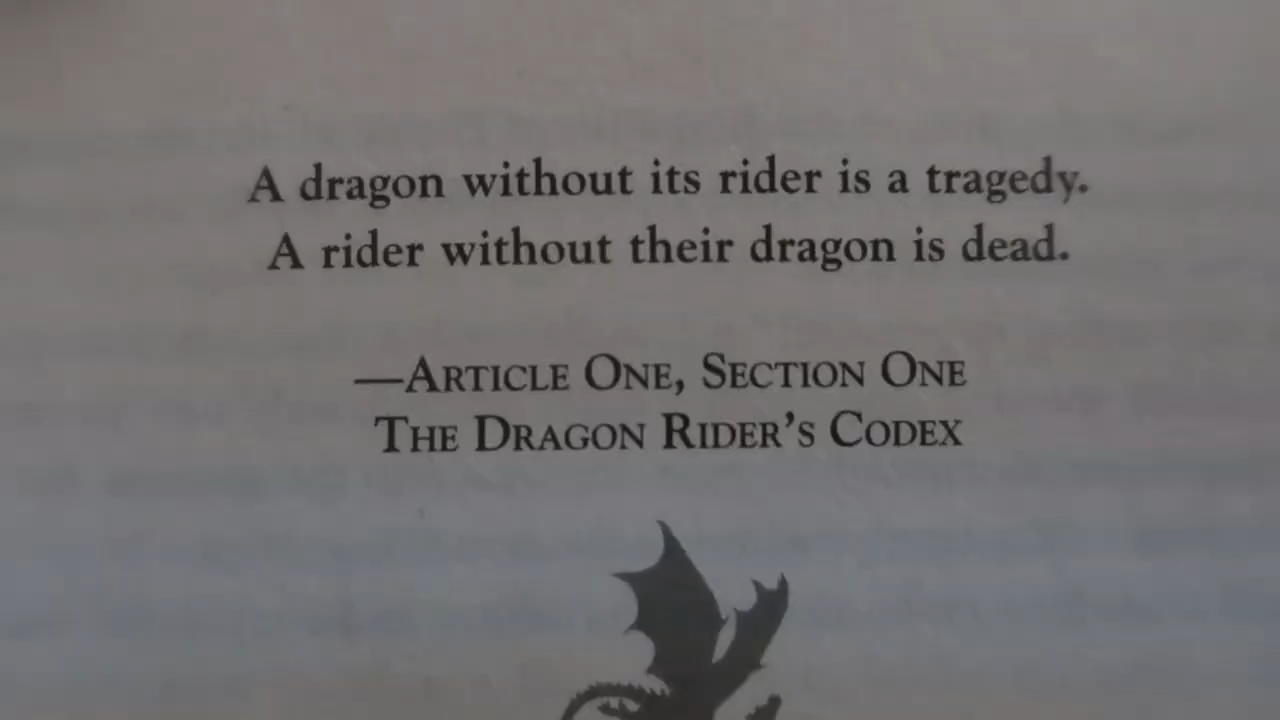 A dragon without its rider is a tragedy.
A rider without their dragon is dead.
—ARTICLE ONE, SECTION ONE
THE DRAGON RIDER’S CODEX